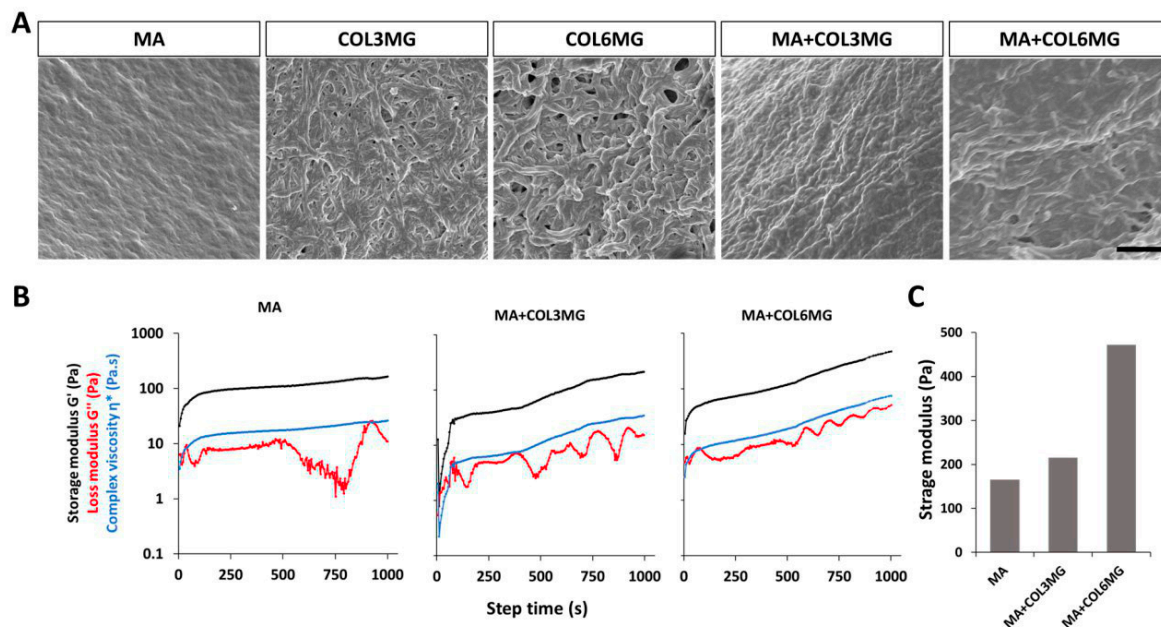 A
MA
COL3MG
COL6MG
MA+COL3MG
MA+COL6MG
B
MA
MA+COL3MG
MA+COL6MG
Storage modulus G' (Pa)
Loss modulus G'' (Pa)
Complex viscosity η* (Pa.s)
1000
100
10
1
0.1
0 250 500 750 1000
0 250 500 750 1000
0 250 500 750 1000
Step time (s)
C
Strage modulus (Pa)
500
400
300
200
100
0
MA
MA+COL3MG
MA+COL6MG